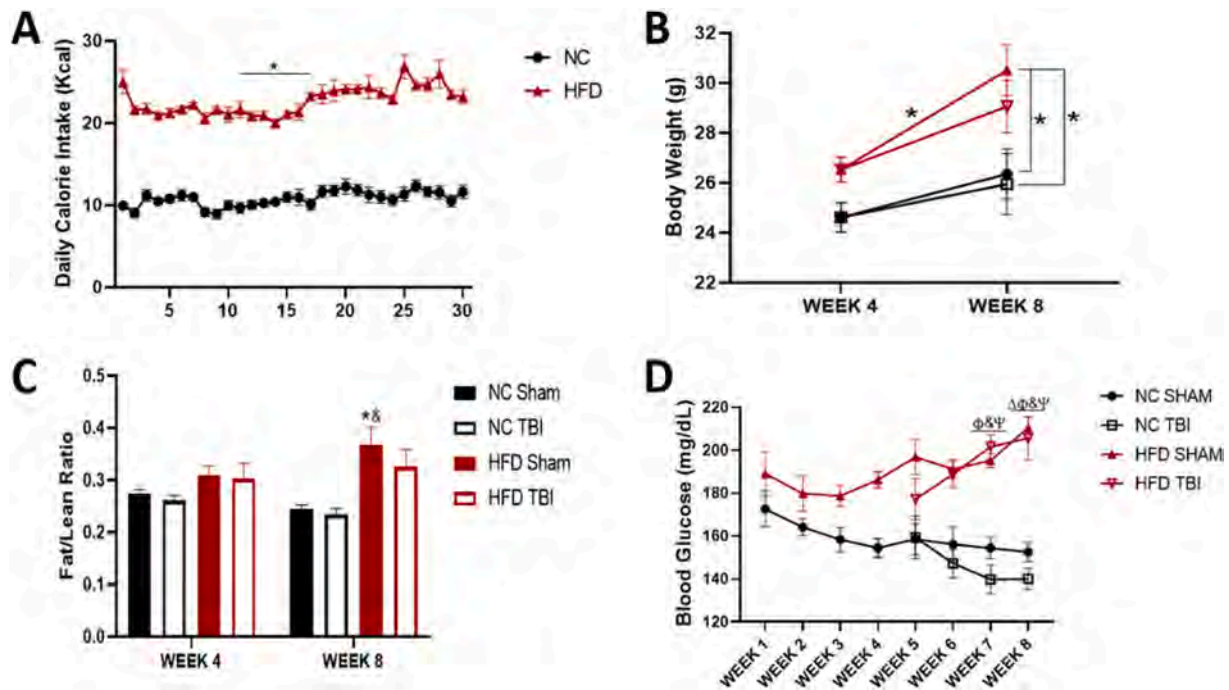 A
Daily Calorie Intake (Kcal)
30
20
10
0
5
10
15
20
25
30
*
NC
HFD
B
Body Weight (g)
32
30
28
26
24
22
WEEK 4
WEEK 8
*
*
*
C
Fat/Lean Ratio
0.5
0.4
0.3
0.2
0.1
0.0
WEEK 4
WEEK 8
*&
NC Sham
NC TBI
HFD Sham
HFD TBI
D
Blood Glucose (mg/dL)
220
200
180
160
140
120
WEEK 1
WEEK 2
WEEK 3
WEEK 4
WEEK 5
WEEK 6
WEEK 7
WEEK 8
Φ&Ψ
ΔΦ&Ψ
NC SHAM
NC TBI
HFD SHAM
HFD TBI